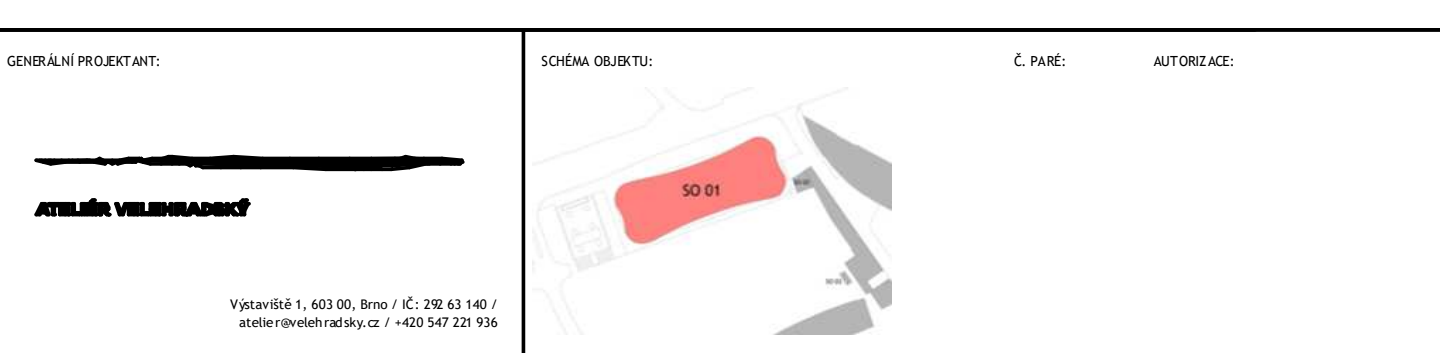 GENERÁLNÍ PROJEKTANT:
ATELIÉR VELEHRADSKÝ
Výstaviště 1, 603 00, Brno / IČ: 292 63 140 /
atelier@velehradsky.cz / +420 547 221 936
SCHÉMA OBJEKTU:
SO 01
Č. PARÉ:
AUTORIZACE: